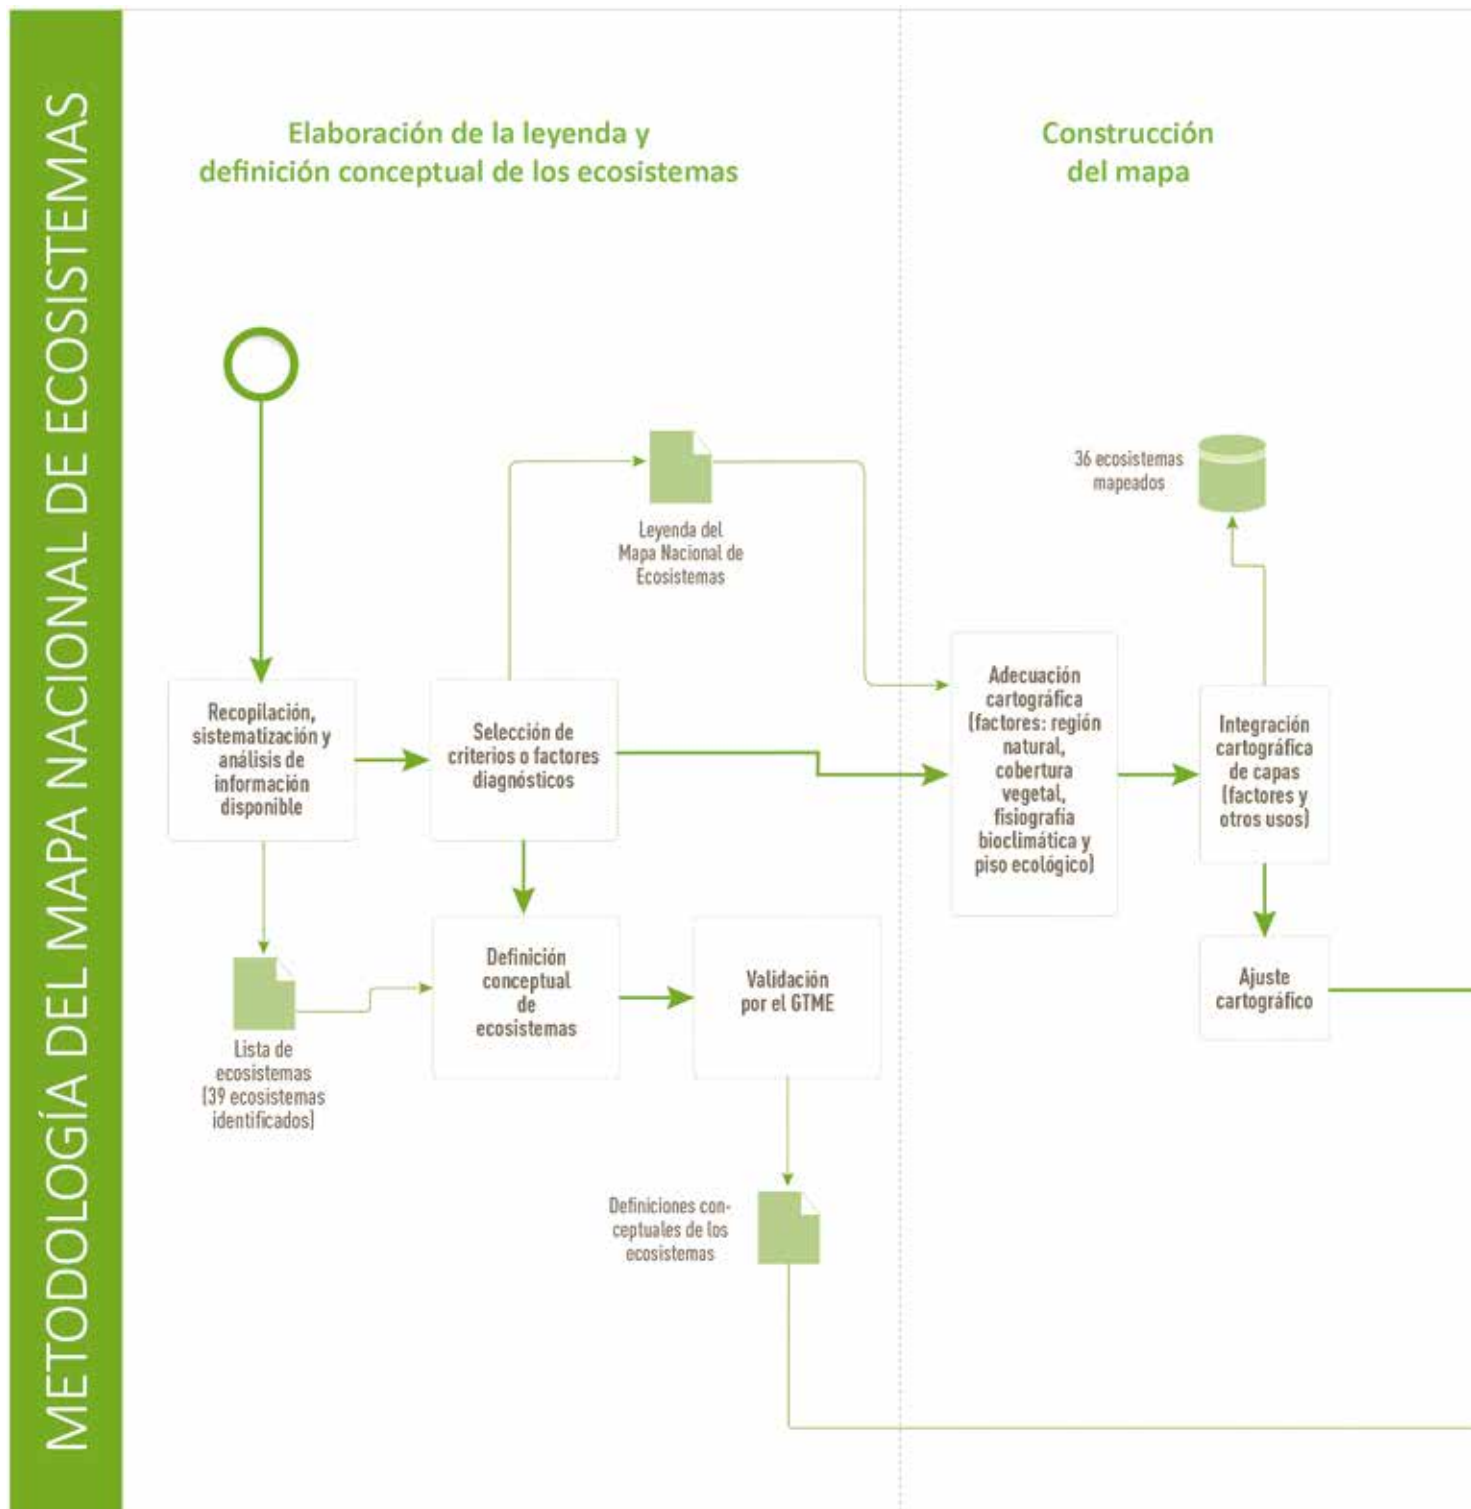 METODOLOGÍA DEL MAPA NACIONAL DE ECOSISTEMAS
Elaboración de la leyenda y
definición conceptual de los ecosistemas
Construcción
del mapa
36 ecosistemas
mapeados
Leyenda del
Mapa Nacional de
Ecosistemas
Recopilación,
sistematización y
análisis de
información
disponible
Selección de
criterios o factores
diagnósticos
Adecuación
cartográfica
(factores: región
natural,
cobertura
vegetal,
fisiografía
bioclimática y
piso ecológico)
Integración
cartográfica
de capas
(factores y
otros usos)
Definición
conceptual
de
ecosistemas
Validación
por el GTME
Ajuste
cartográfico
Lista de
ecosistemas
(39 ecosistemas
identificados)
Definiciones con-
ceptuales de los
ecosistemas